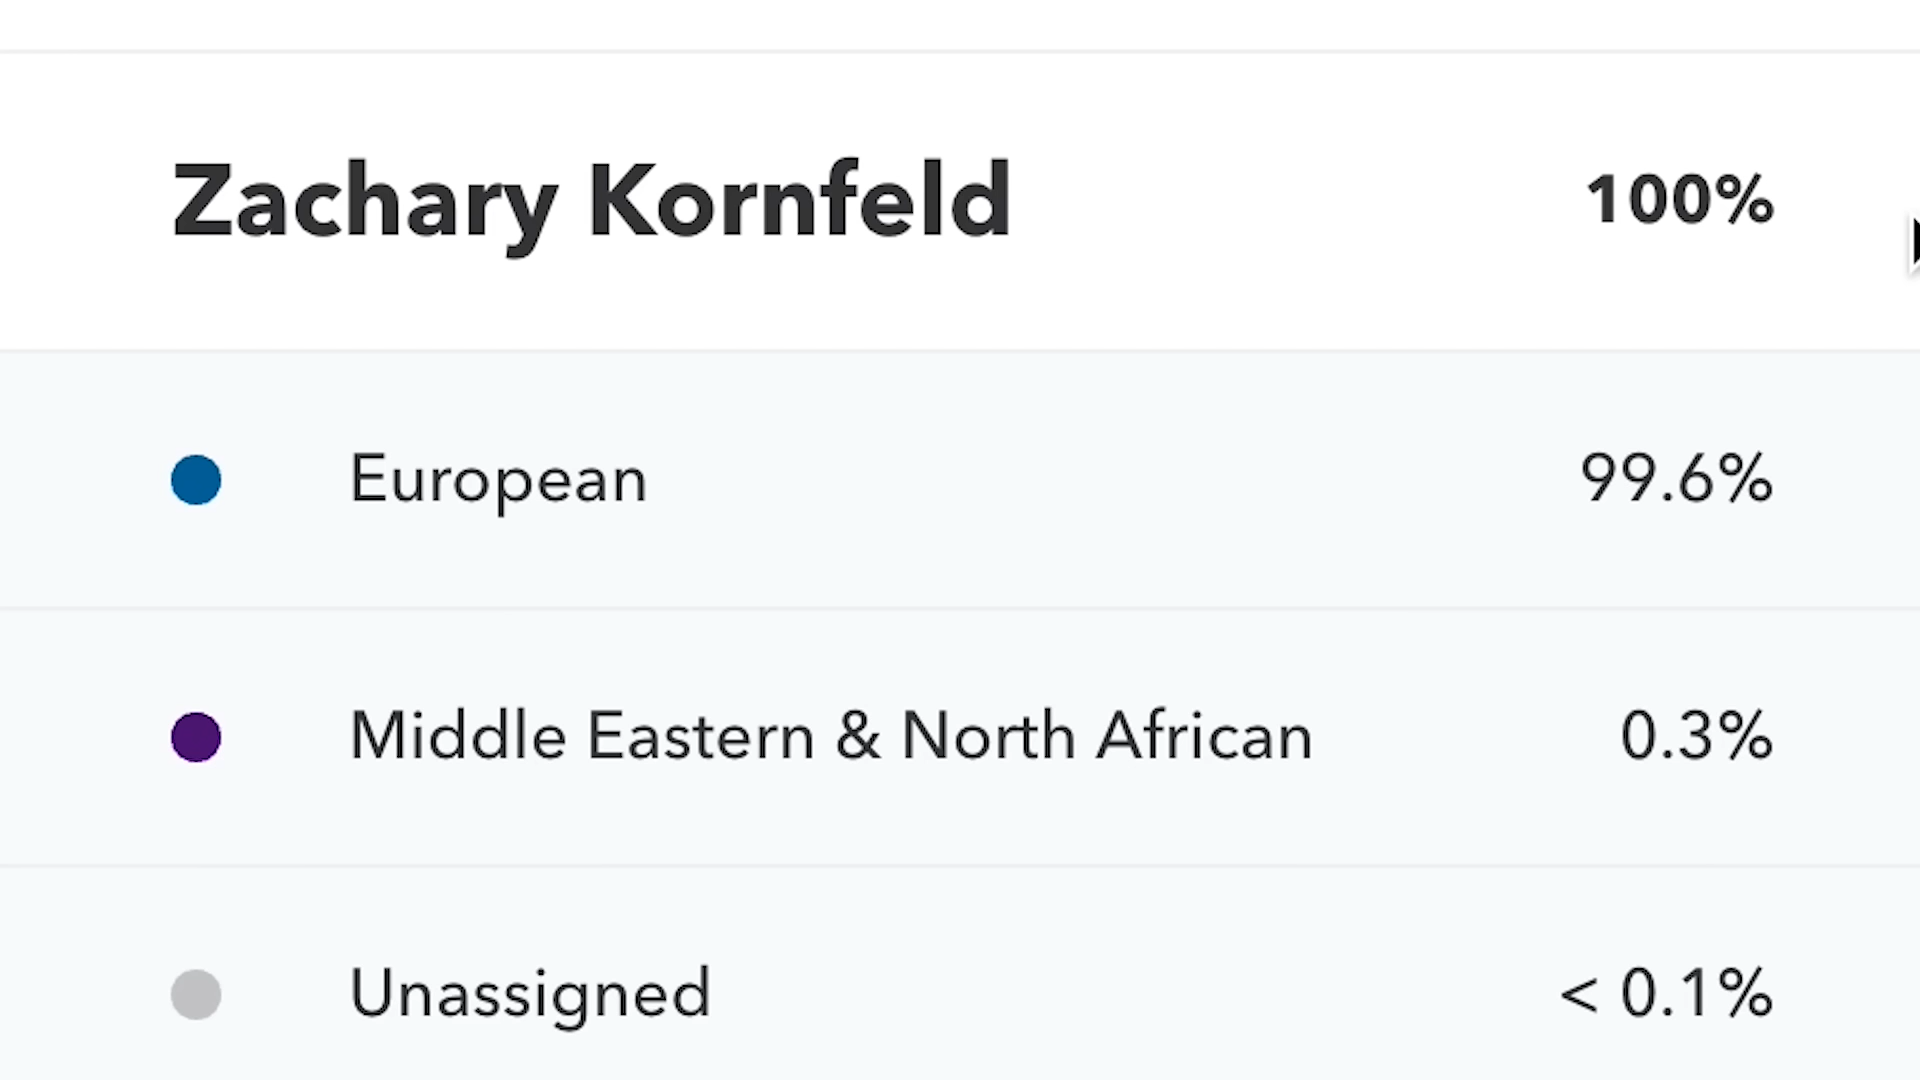 Zachary Kornfeld 100%
European 99.6%
Middle Eastern & North African 0.3%
Unassigned < 0.1%